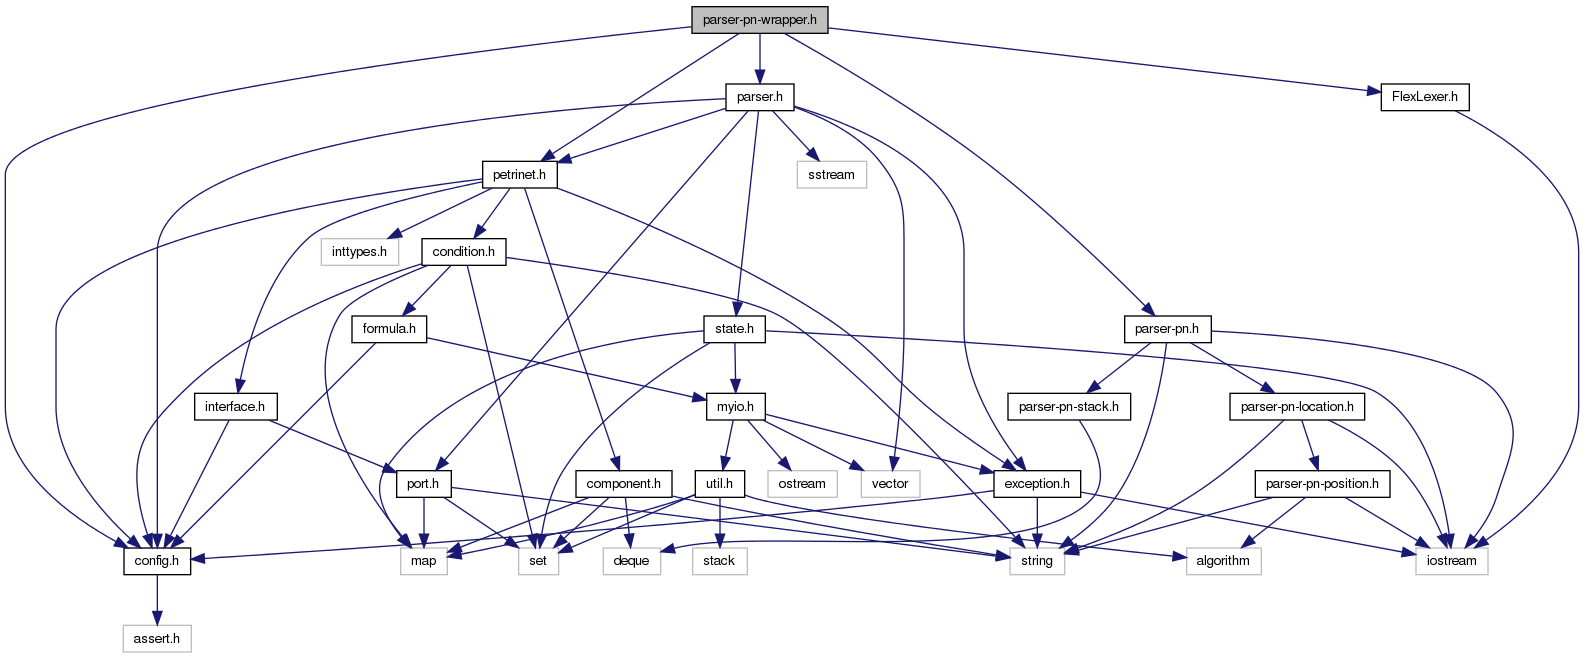 parser-pn-wrapper.h
parser.h
FlexLexer.h
petrinet.h
sstream
inttypes.h
condition.h
formula.h
state.h
parser-pn.h
interface.h
myio.h
parser-pn-stack.h
parser-pn-location.h
port.h
component.h
util.h
ostream
vector
exception.h
parser-pn-position.h
config.h
map
set
deque
stack
string
algorithm
iostream
assert.h